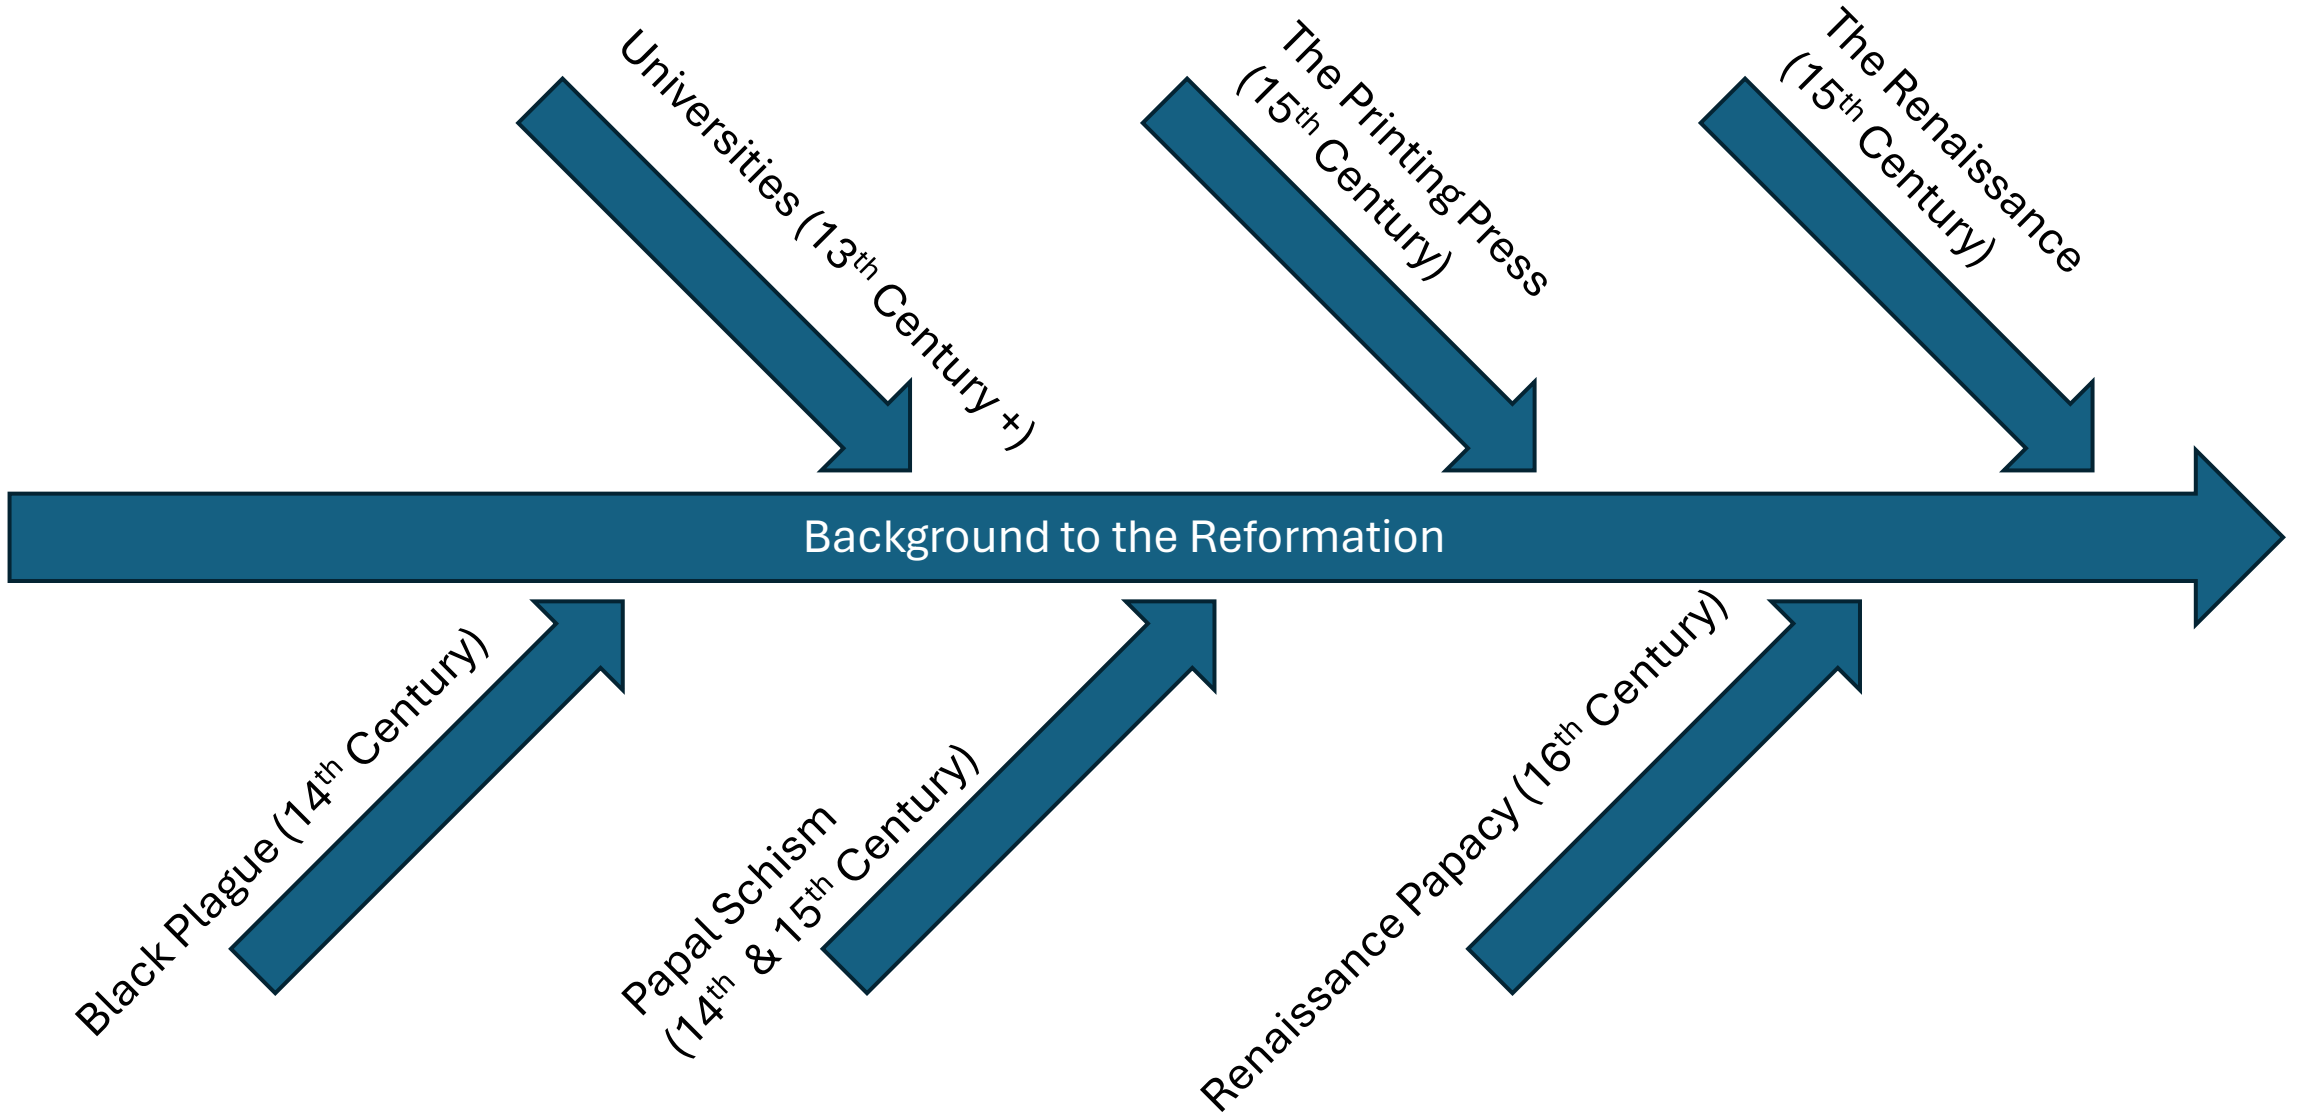 Universities (13th Century +)
The Printing Press
(15th Century)
The Renaissance
(15th Century)
Background to the Reformation
Black Plague (14th Century)
Papal Schism
(14th & 15th Century)
Renaissance Papacy (16th Century)